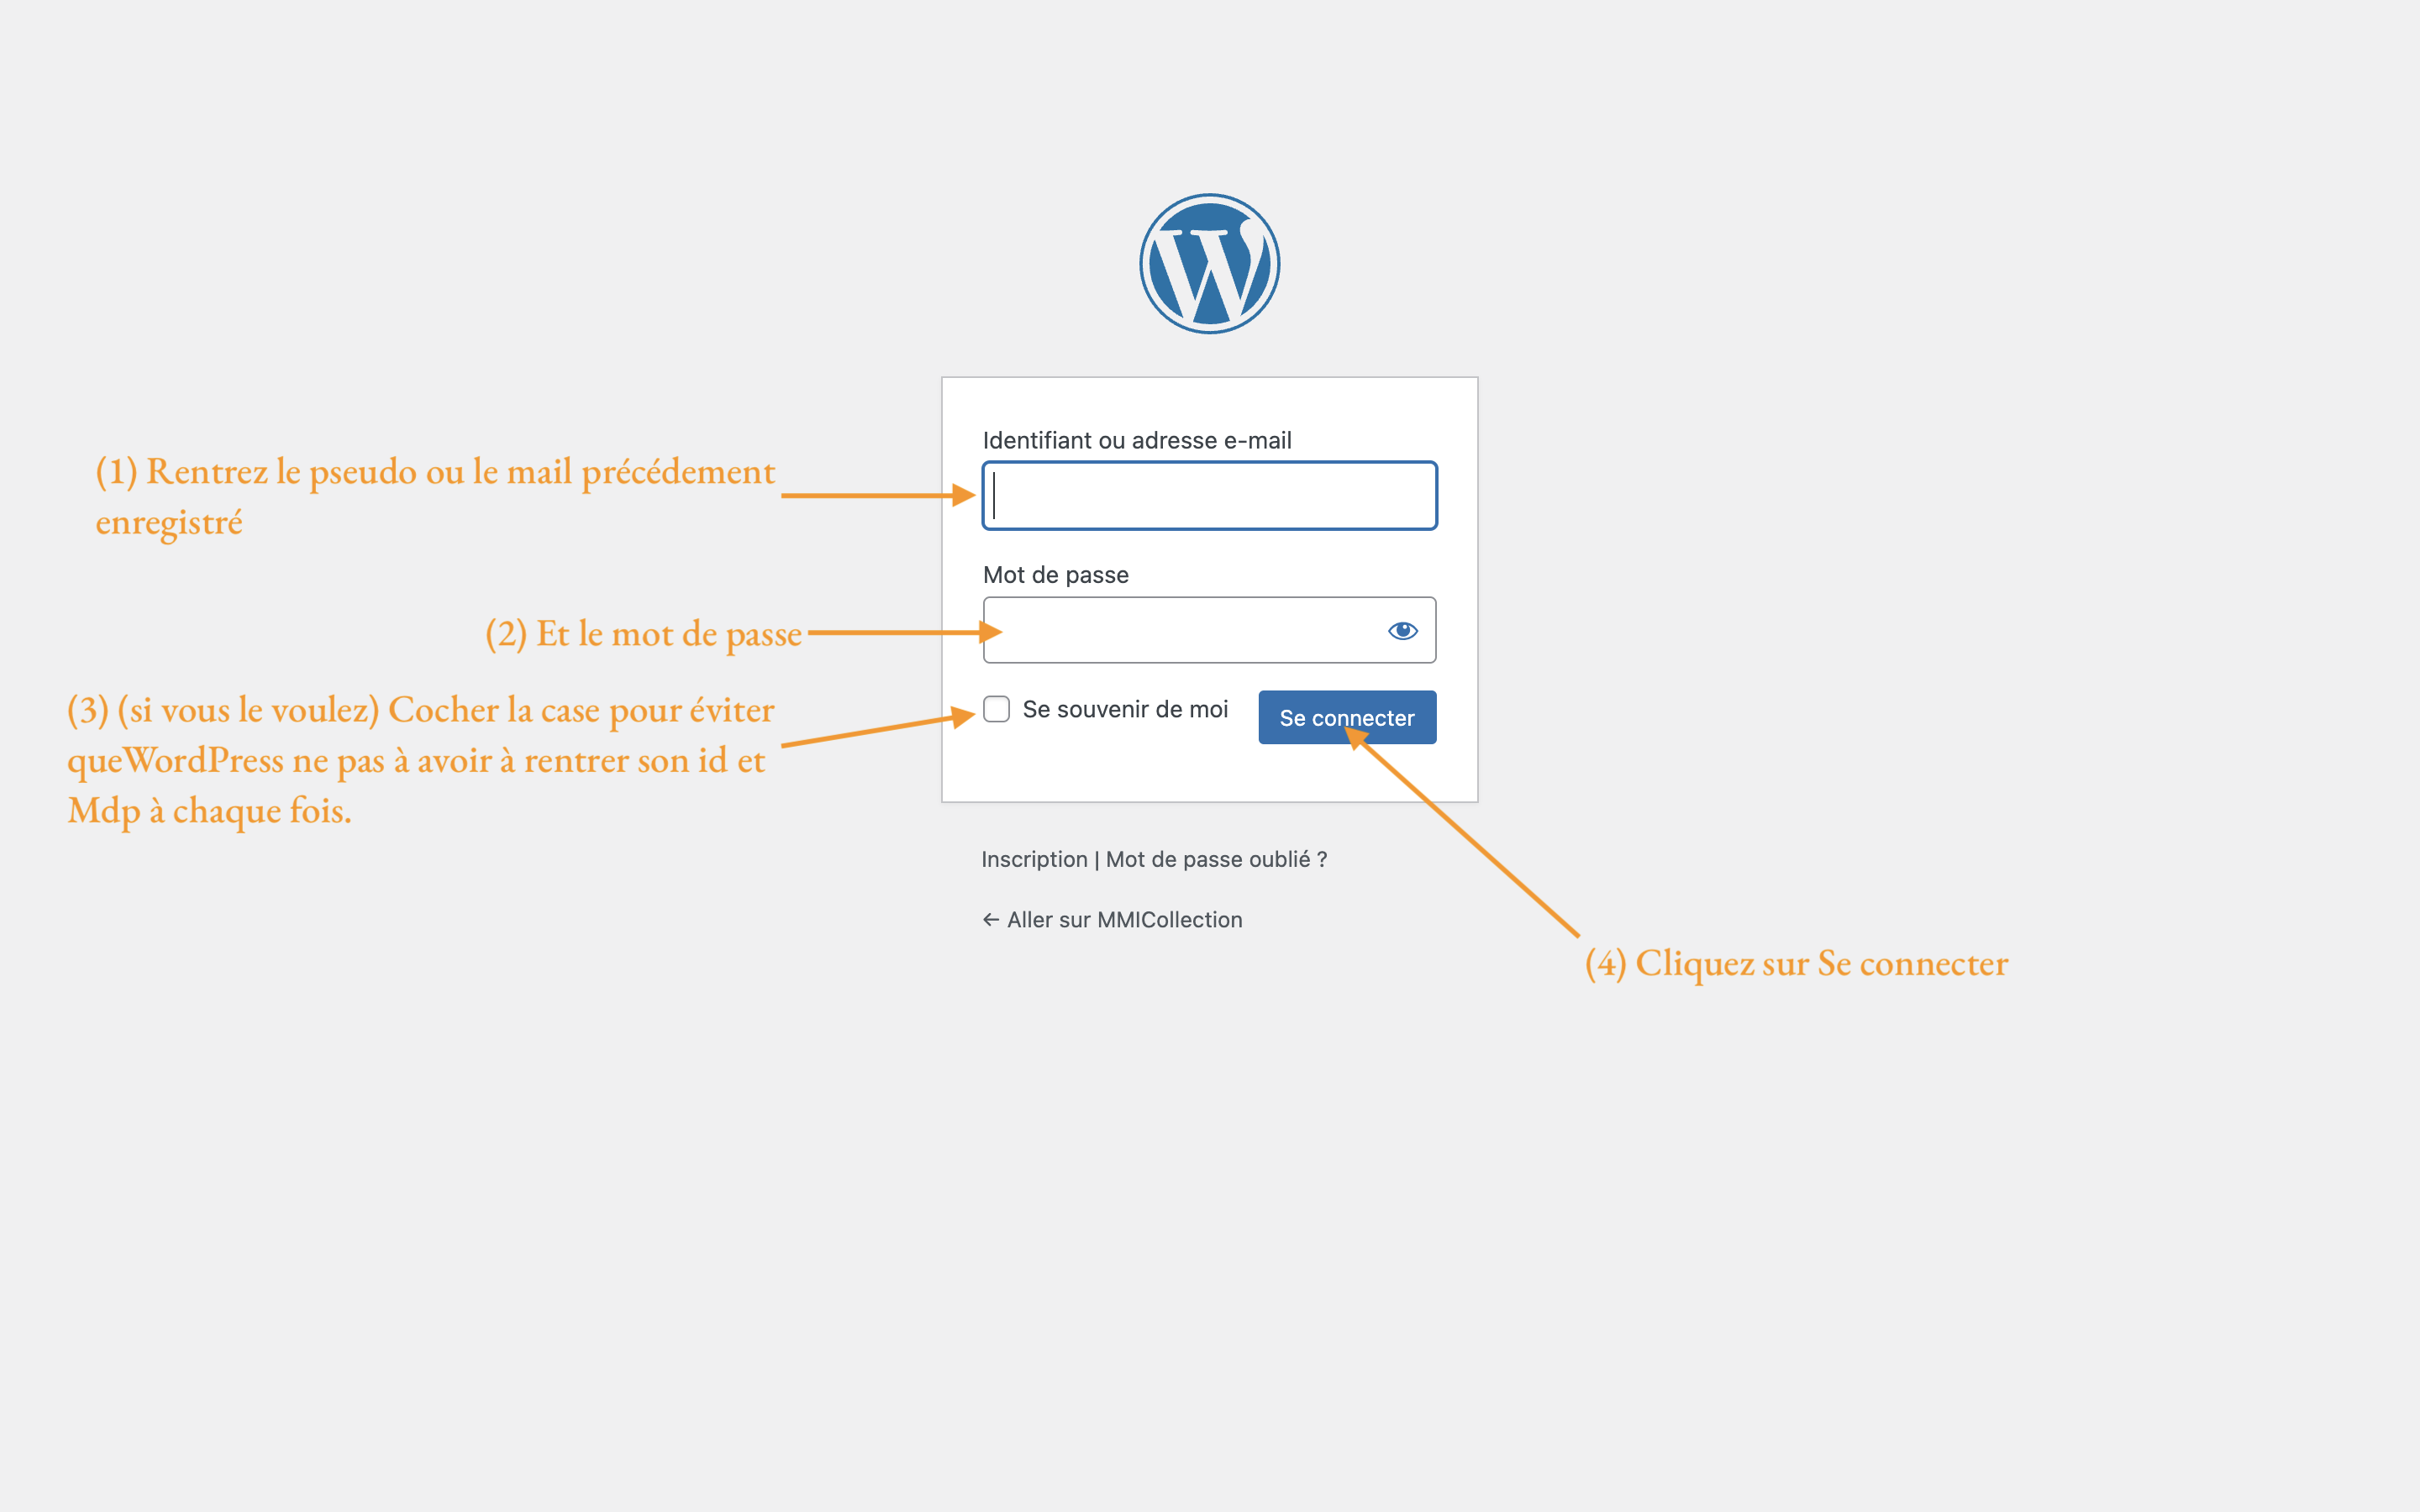 Identifiant ou adresse e-mail
(1) Rentrez le pseudo ou le mail précédement
enregistré
Mot de passe
(2) Et le mot de passe
(3) (si vous le voulez) Cocher la case pour éviter
queWordPress ne pas à avoir à rentrer son id et
Mdp à chaque fois.
Se souvenir de moi
Se connecter
Inscription | Mot de passe oublié ?
← Aller sur MMICollection
(4) Cliquez sur Se connecter